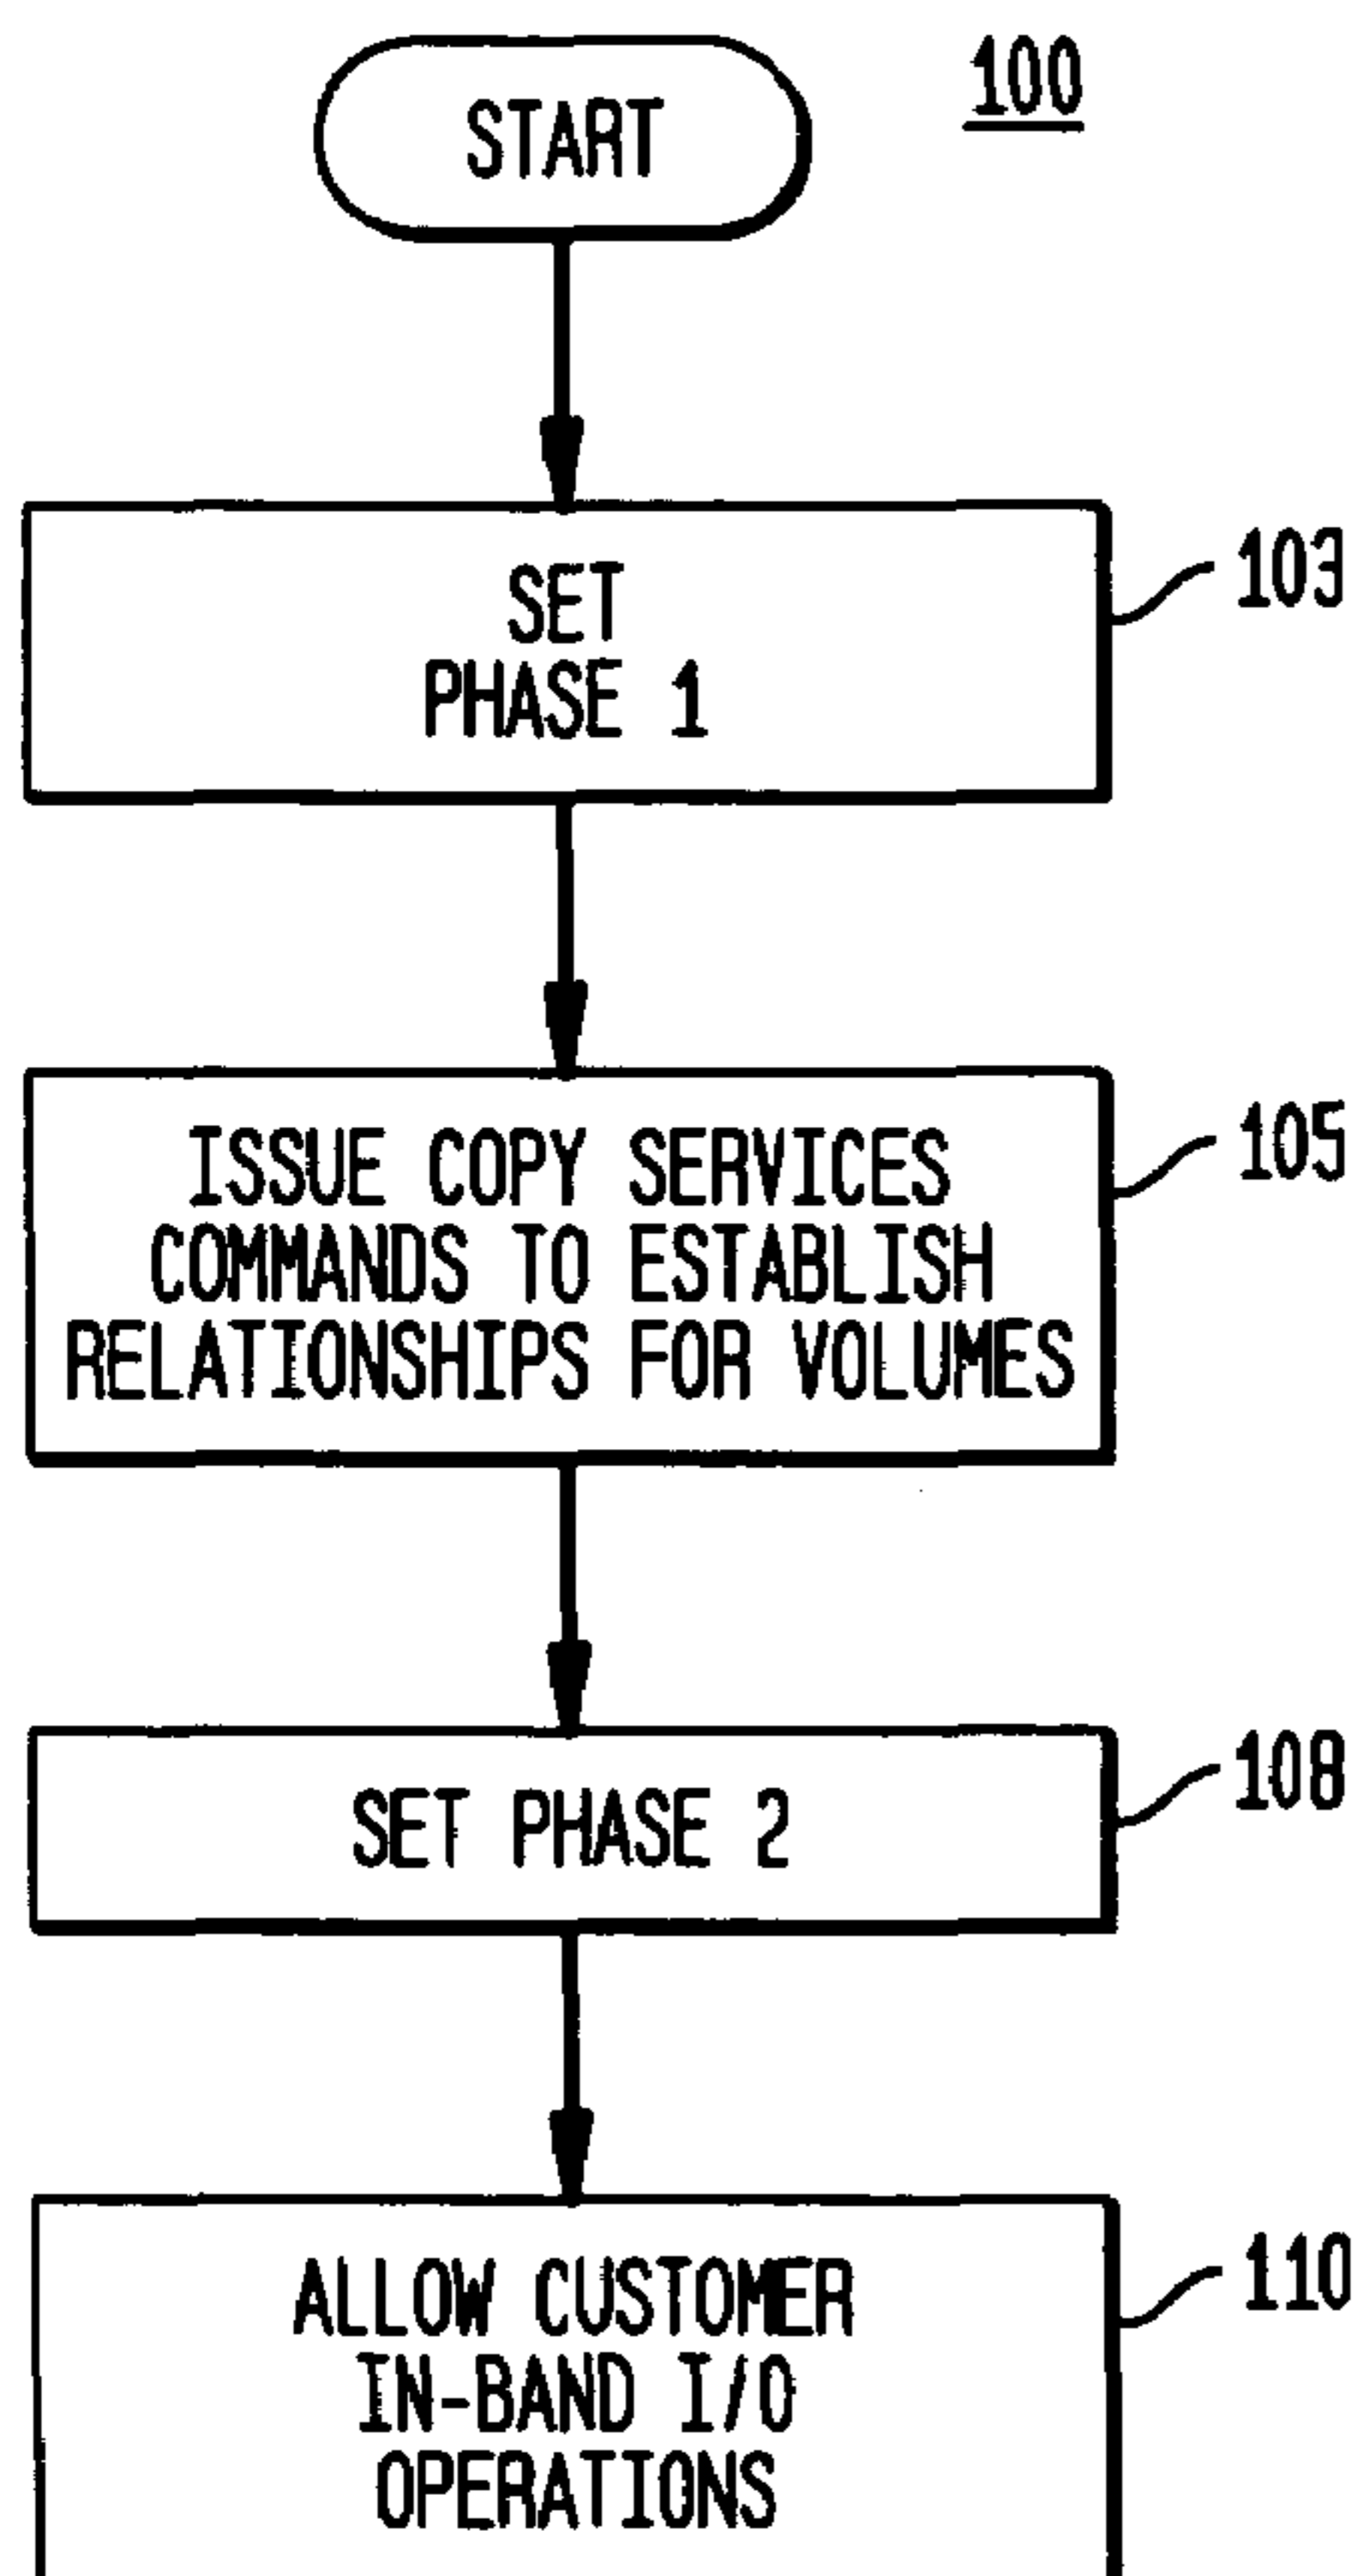 START
100
SET
PHASE 1
103
ISSUE COPY SERVICES
COMMANDS TO ESTABLISH
RELATIONSHIPS FOR VOLUMES
105
SET PHASE 2
108
ALLOW CUSTOMER
IN-BAND I/O
OPERATIONS
110